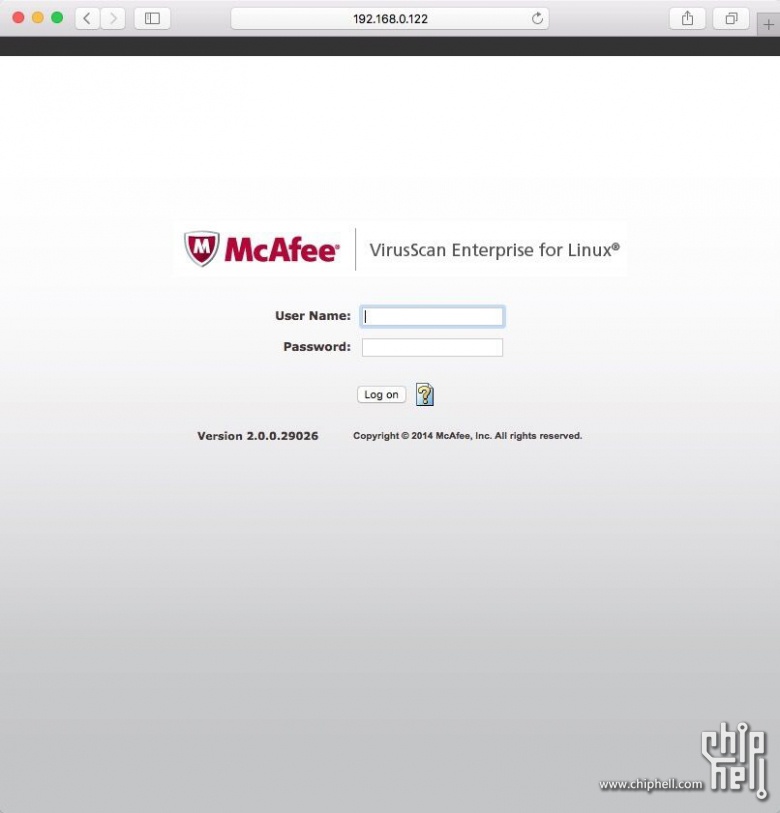 192.168.0.122
McAfee® VirusScan Enterprise for Linux®
User Name:
Password:
Log on
Version 2.0.0.29026 Copyright © 2014 McAfee, Inc. All rights reserved.
chip
hell
www.chiphell.com